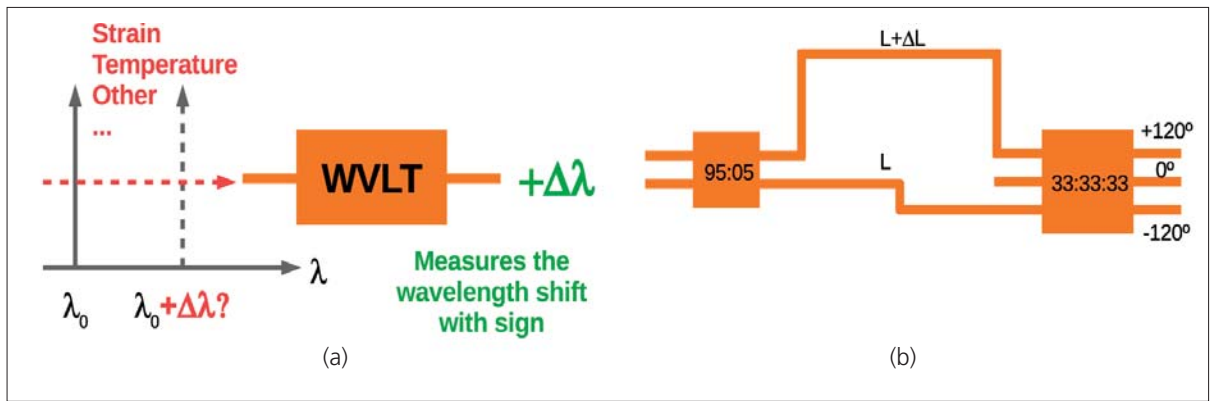 Strain
Temperature
Other
...
WVLT
+Δλ
λ
λ₀
λ₀+Δλ?
Measures the
wavelength shift
with sign
(a)
L+ΔL
95:05
L
33:33:33
+120º
0º
-120º
(b)